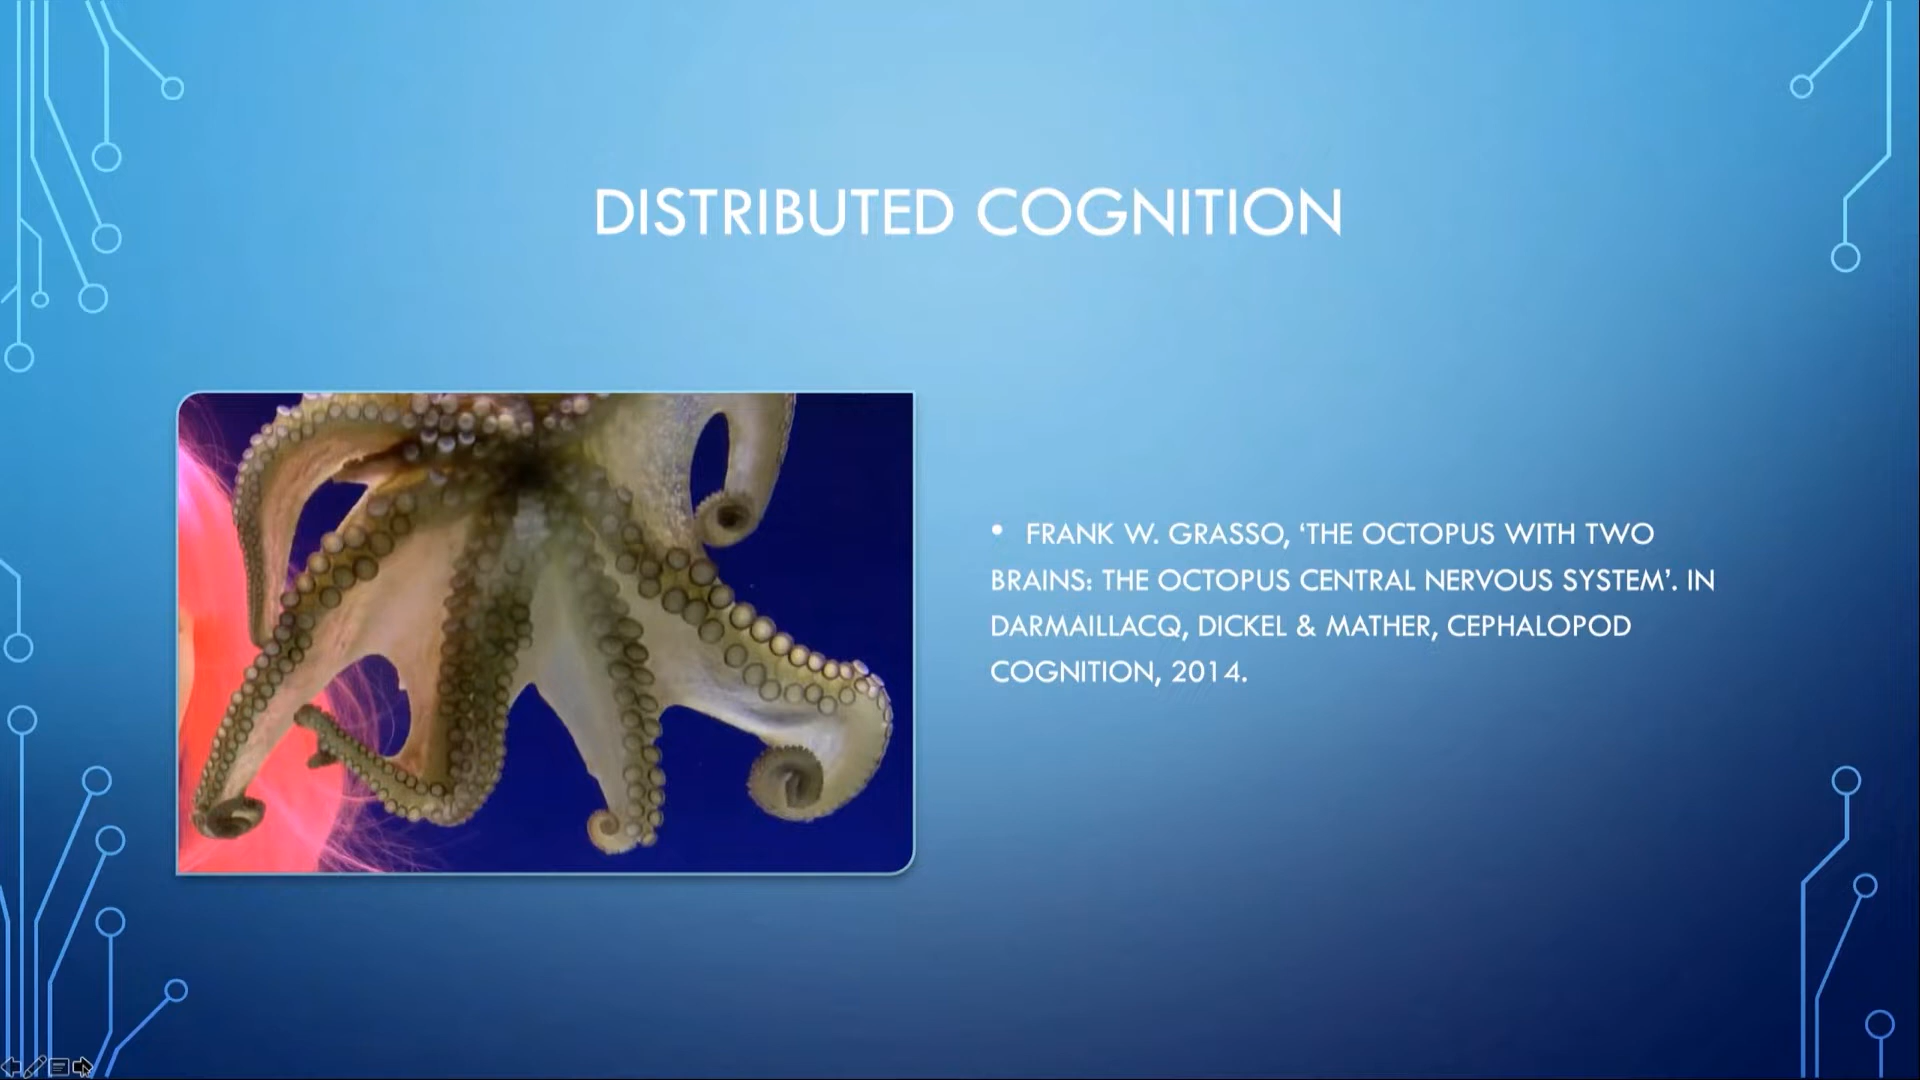 DISTRIBUTED COGNITION
• FRANK W. GRASSO, ‘THE OCTOPUS WITH TWO
BRAINS: THE OCTOPUS CENTRAL NERVOUS SYSTEM’. IN
DARMAILLACQ, DICKEL & MATHER, CEPHALOPOD
COGNITION, 2014.